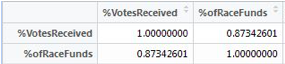 %VotesReceived %ofRaceFunds
%VotesReceived 1.00000000 0.87342601
%ofRaceFunds 0.87342601 1.00000000